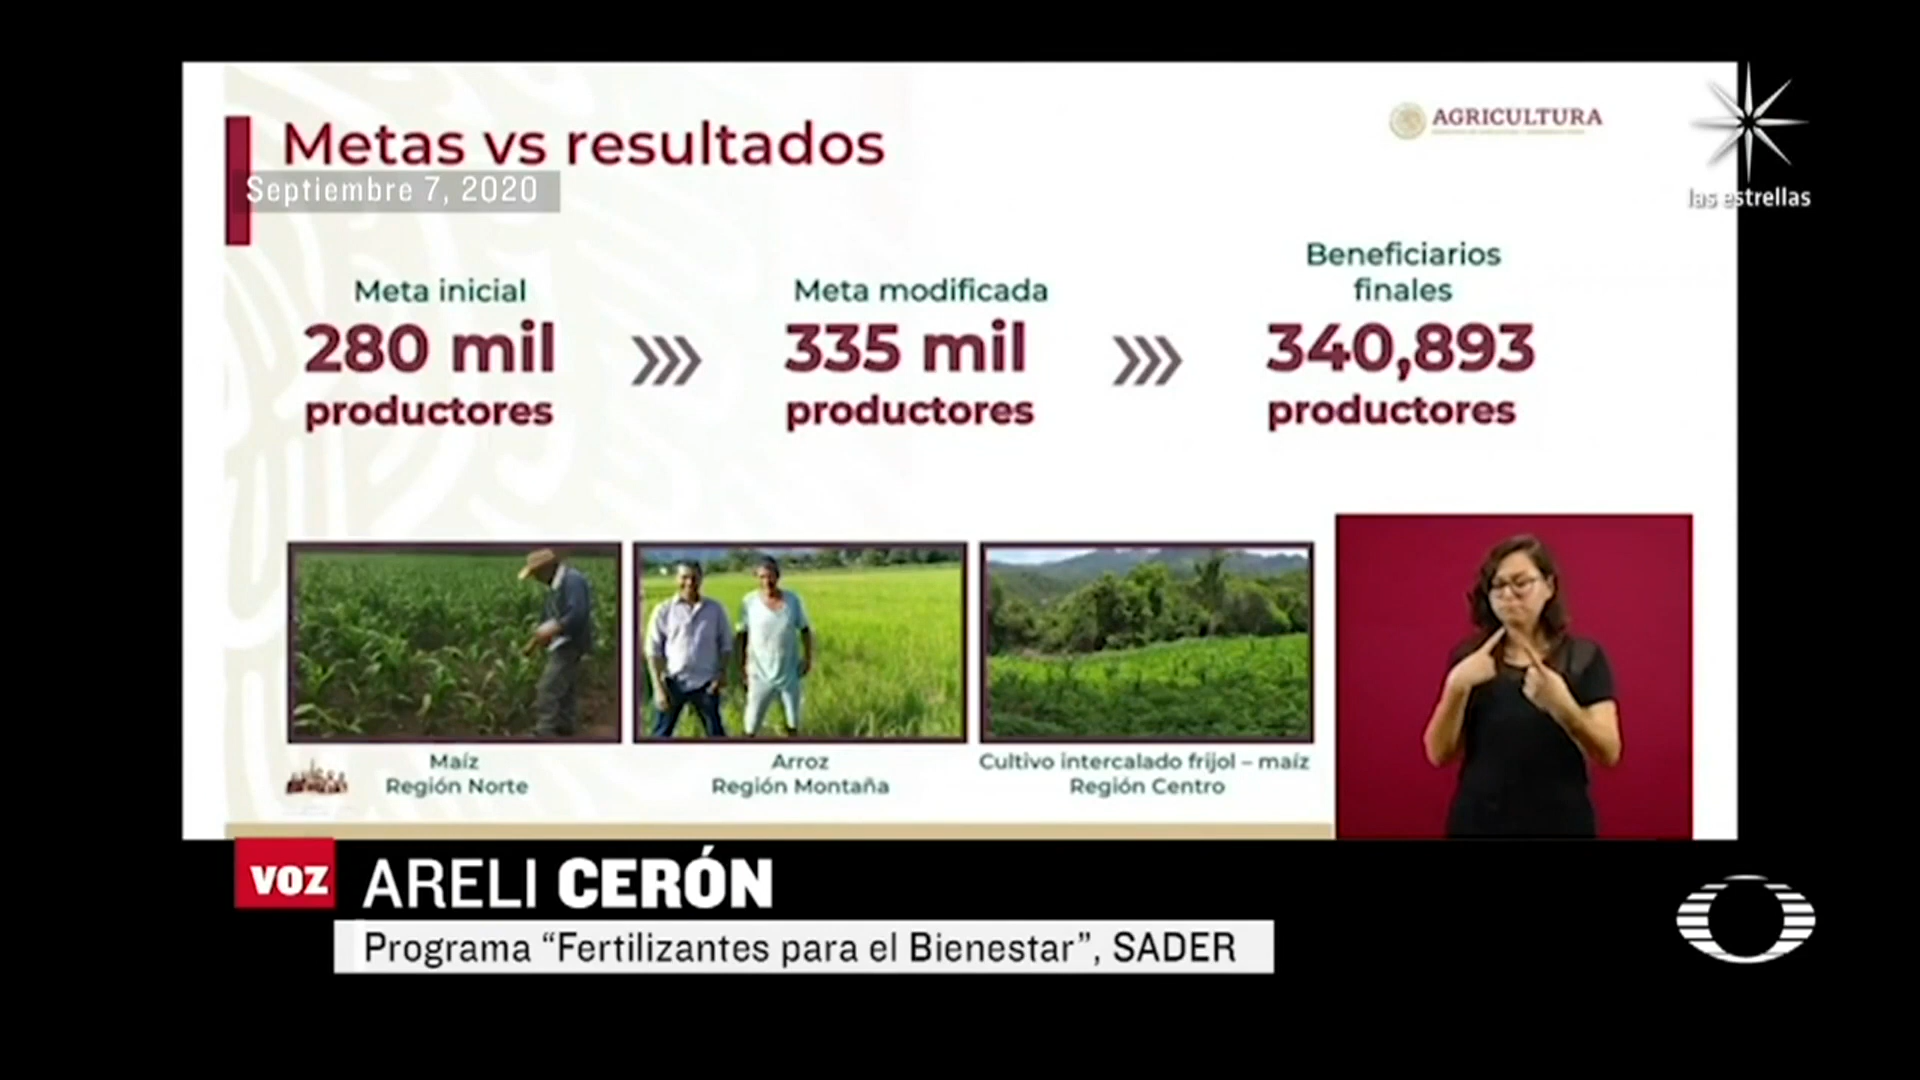 Metas vs resultados
AGRICULTURA
Septiembre 7, 2020
las estrellas
Meta inicial
280 mil
productores
Meta modificada
335 mil
productores
Beneficiarios
finales
340,893
productores
Maíz
Región Norte
Arroz
Región Montaña
Cultivo intercalado frijol – maíz
Región Centro
VOZ
ARELI CERÓN
Programa “Fertilizantes para el Bienestar”, SADER